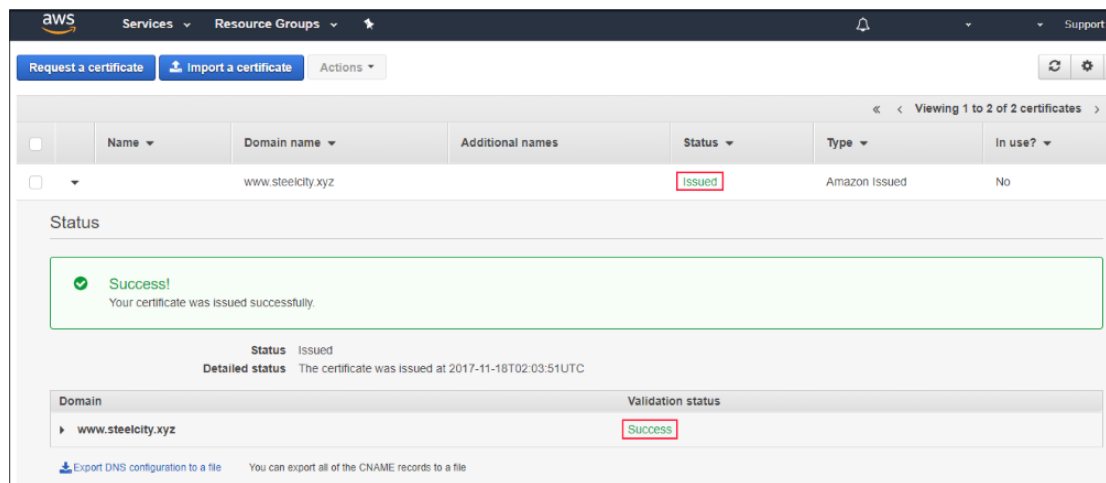 aws Services Resource Groups Support
Request a certificate Import a certificate Actions
« < Viewing 1 to 2 of 2 certificates >
Name Domain name Additional names Status Type In use?
www.steelcity.xyz Issued Amazon Issued No
Status
Success!
Your certificate was issued successfully.
Status Issued
Detailed status The certificate was issued at 2017-11-18T02:03:51UTC
Domain Validation status
www.steelcity.xyz Success
Export DNS configuration to a file You can export all of the CNAME records to a file